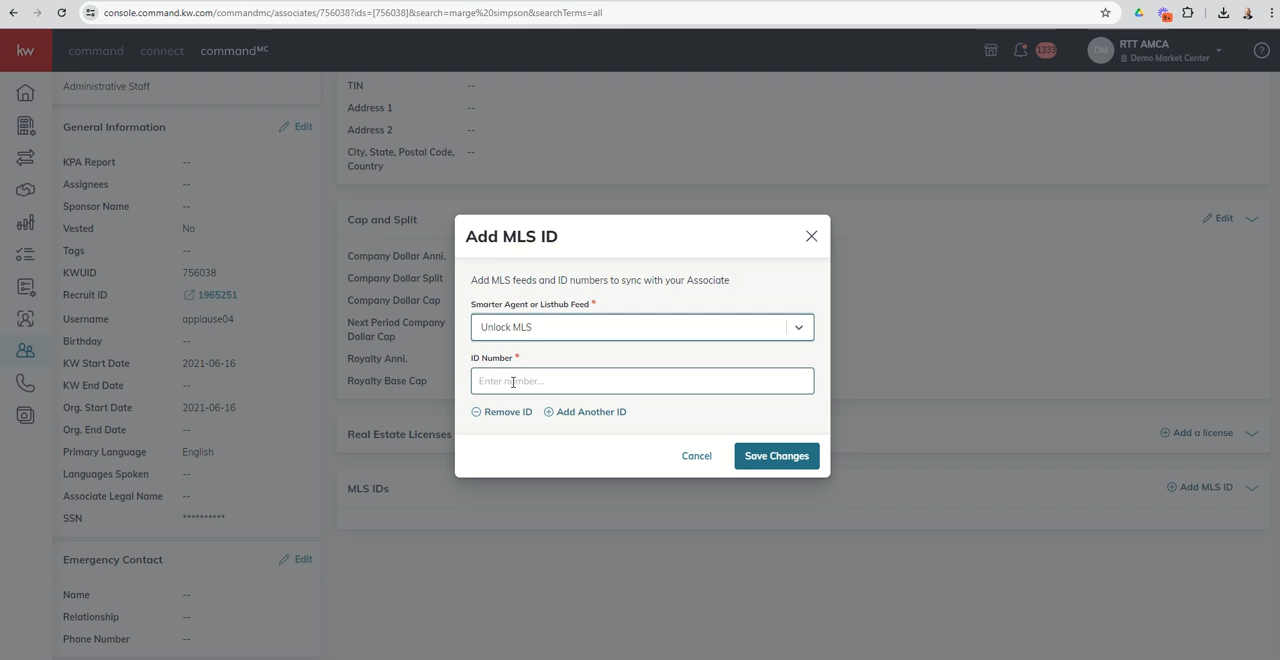 console.command.kw.com/commandmc/associates/756038?ids=[756038]&search=marge%20simpson&searchTerms=all
9+
kw
command connect commandMC
1333
DM
RTT AMCA
Demo Market Center
Administrative Staff
General Information
Edit
KPA Report --
Assignees --
Sponsor Name --
Vested No
Tags --
KWUID 756038
Recruit ID 1965251
Username applause04
Birthday --
KW Start Date 2021-06-16
KW End Date --
Org. Start Date 2021-06-16
Org. End Date --
Primary Language English
Languages Spoken --
Associate Legal Name --
SSN **********
Emergency Contact
Edit
Name --
Relationship --
Phone Number --
TIN --
Address 1 --
Address 2 --
City, State, Postal Code, --
Country
Cap and Split
Edit
Company Dollar Anni.
Company Dollar Split
Company Dollar Cap
Next Period Company
Dollar Cap
Royalty Anni.
Royalty Base Cap
Real Estate Licenses
Add a license
MLS IDs
Add MLS ID
Add MLS ID
Add MLS feeds and ID numbers to sync with your Associate
Smarter Agent or Listhub Feed *
Unlock MLS
ID Number *
Enter number...
Remove ID Add Another ID
Cancel Save Changes